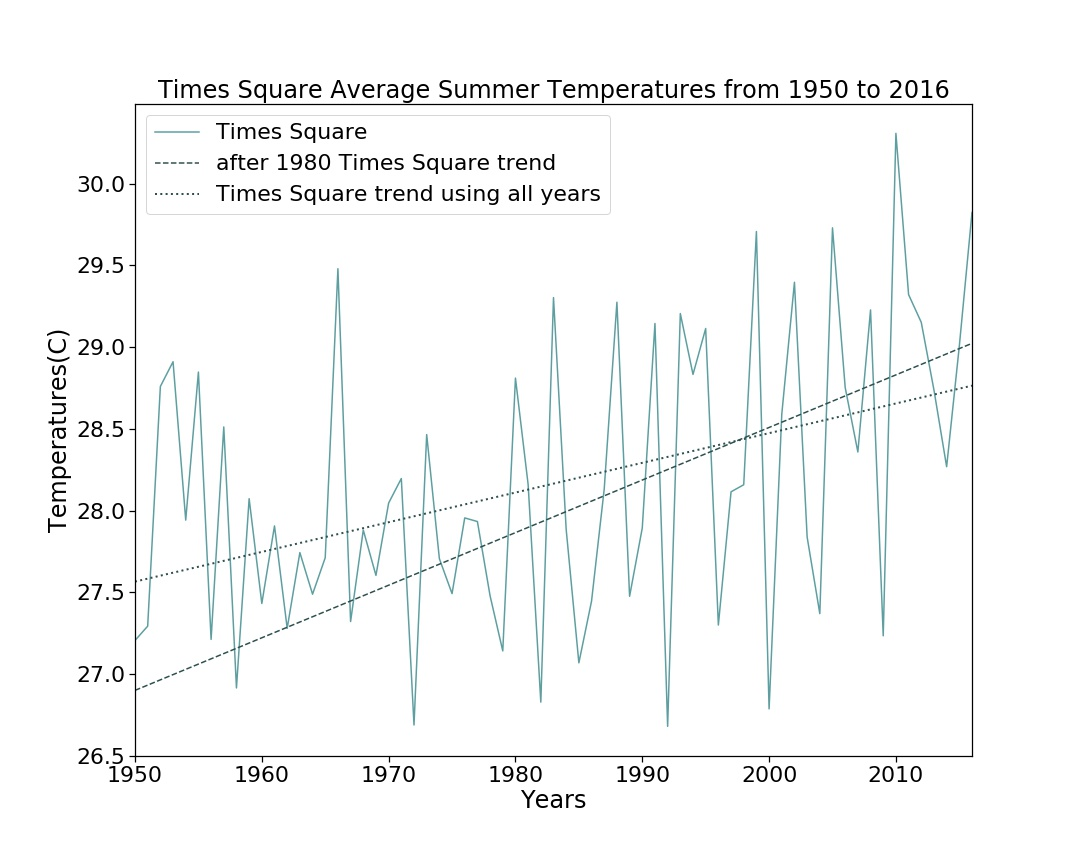 Times Square Average Summer Temperatures from 1950 to 2016
Times Square
after 1980 Times Square trend
Times Square trend using all years
30.0
29.5
29.0
28.5
28.0
27.5
27.0
26.5
Temperatures(C)
1950 1960 1970 1980 1990 2000 2010
Years